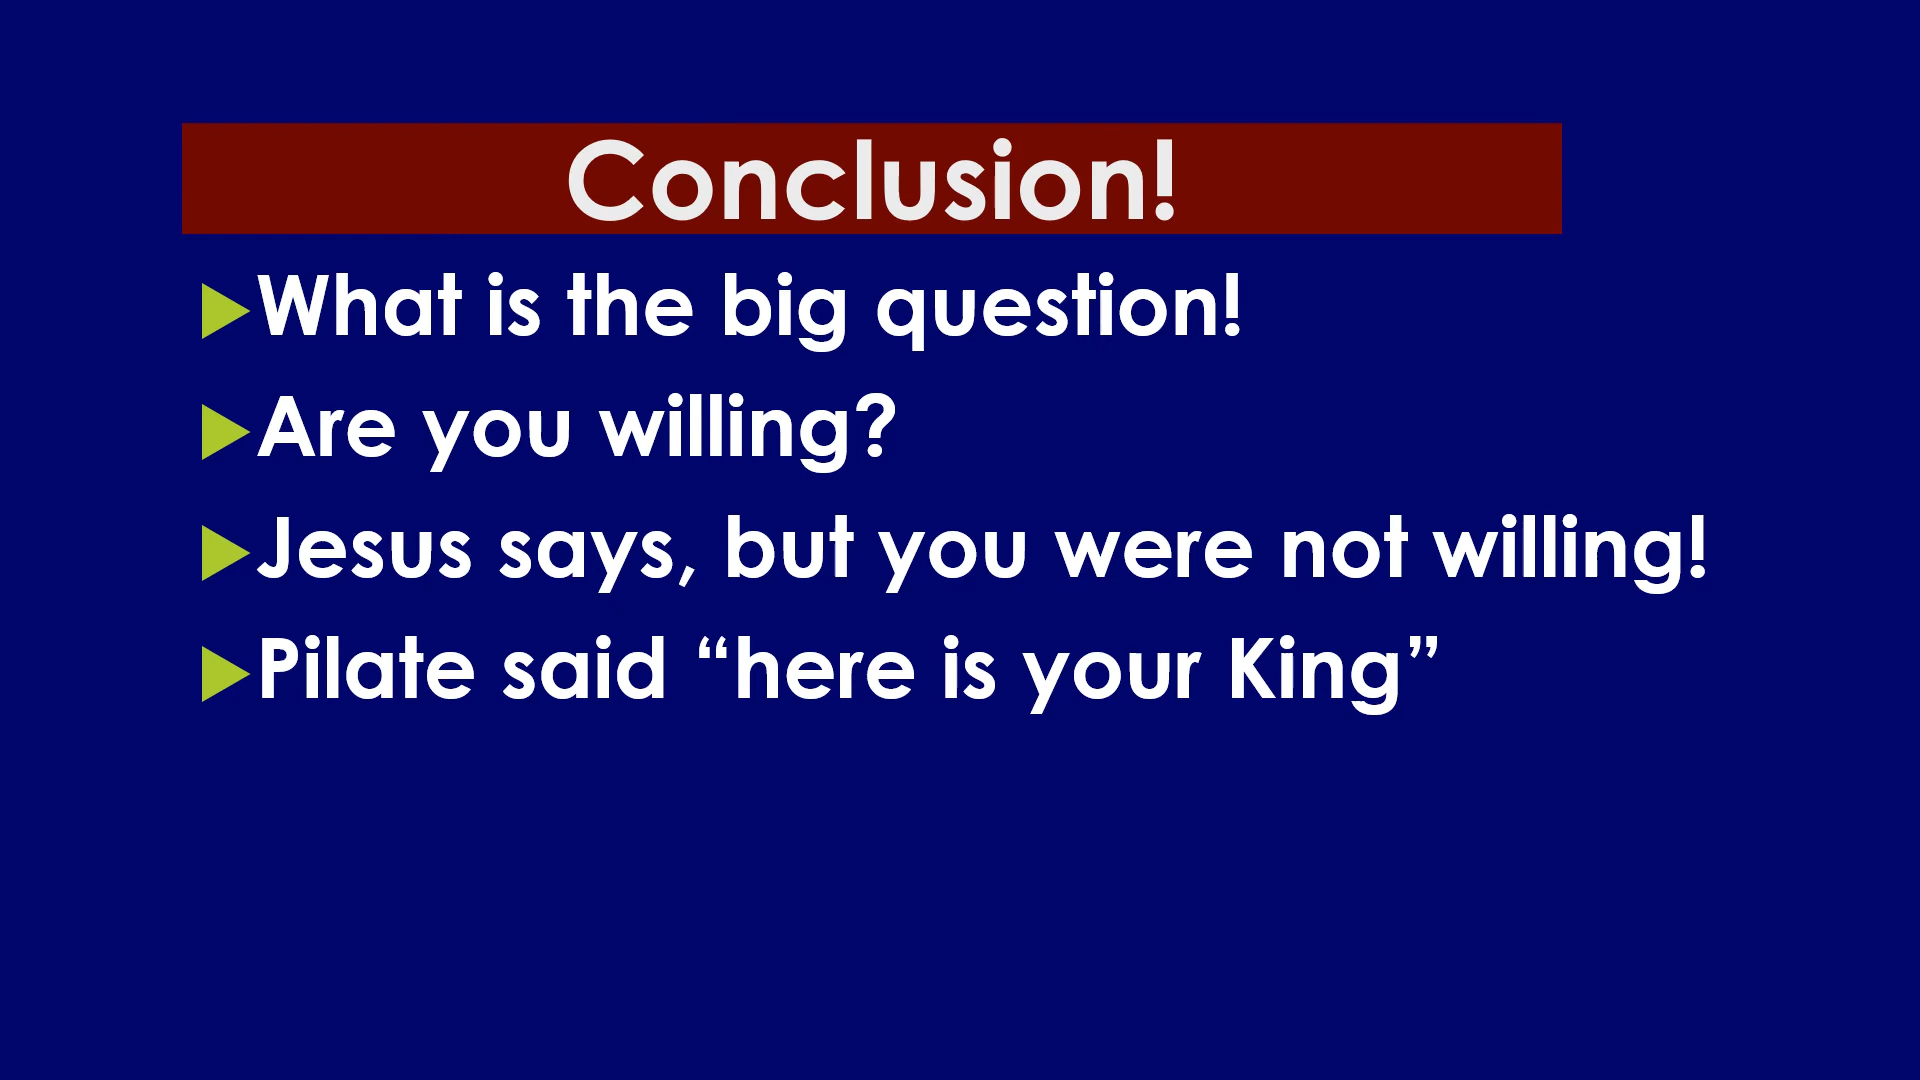 Conclusion!
What is the big question!
Are you willing?
Jesus says, but you were not willing!
Pilate said “here is your King”